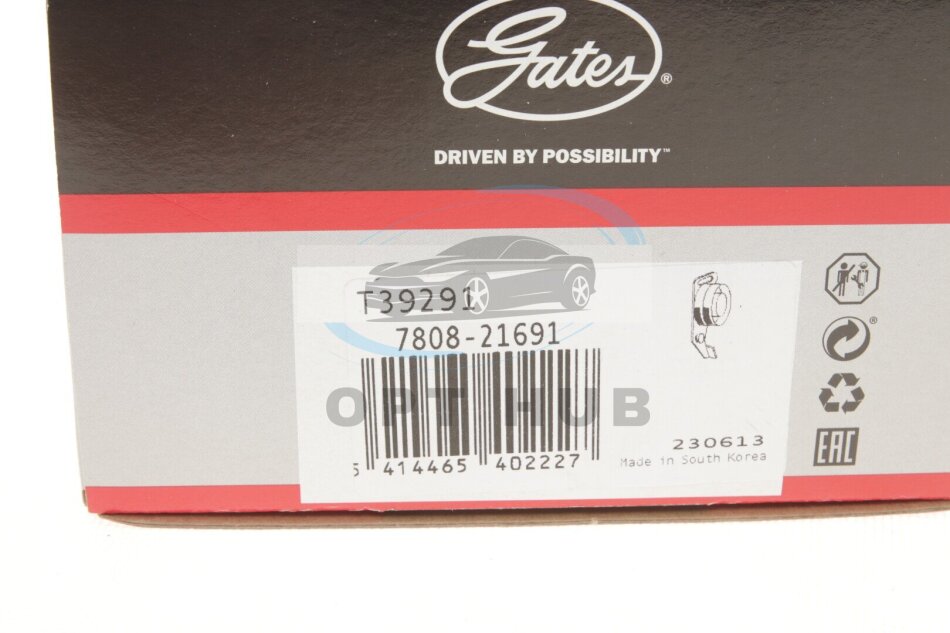 Gates®
DRIVEN BY POSSIBILITY™
T39291
7808-21691
OPT HUB
5 414465 402227
230613
Made in South Korea
®
EAC